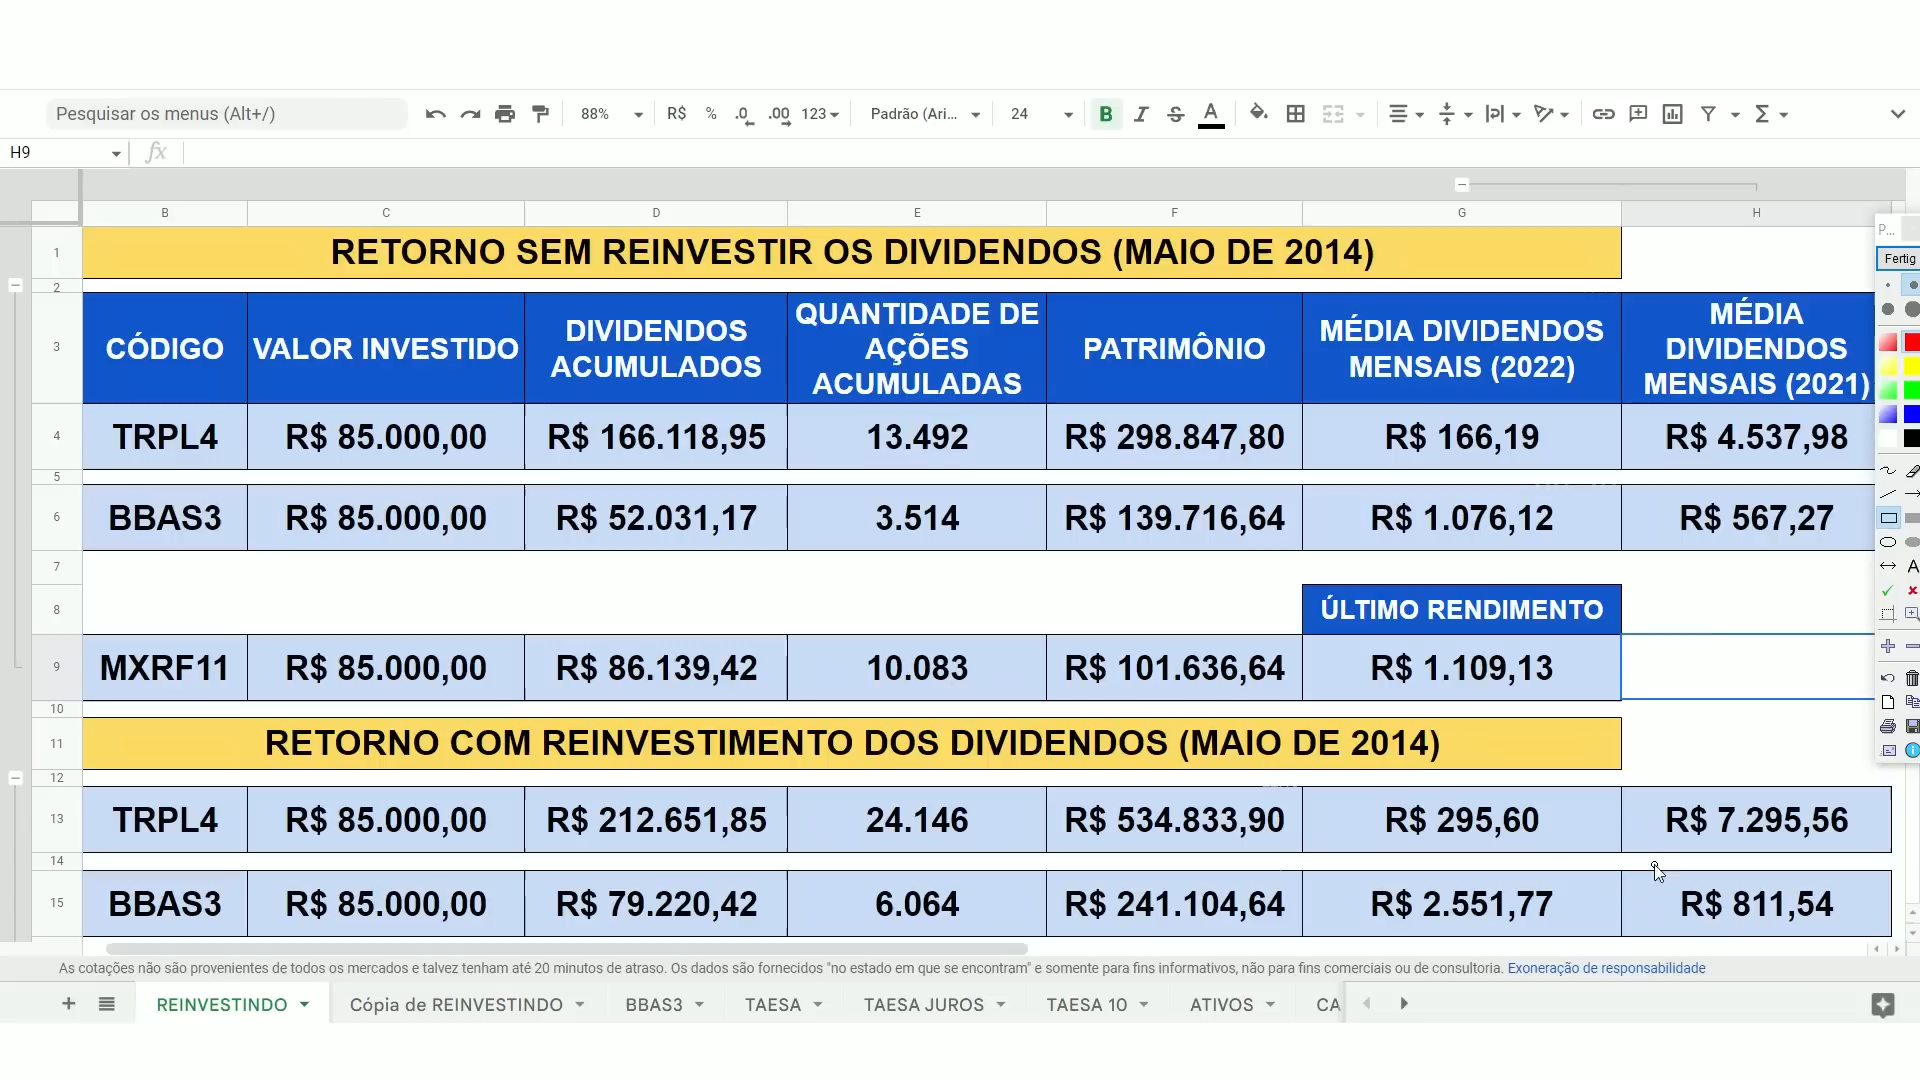 Pesquisar os menus (Alt+/)
88%
R$ % .0 .00 123
Padrão (Ari...
24
B I S A
H9
fx
B C D E F G H
P...
Fertig
1 RETORNO SEM REINVESTIR OS DIVIDENDOS (MAIO DE 2014)
2
3 CÓDIGO VALOR INVESTIDO DIVIDENDOS ACUMULADOS QUANTIDADE DE AÇÕES ACUMULADAS PATRIMÔNIO MÉDIA DIVIDENDOS MENSAIS (2022) MÉDIA DIVIDENDOS MENSAIS (2021)
4 TRPL4 R$ 85.000,00 R$ 166.118,95 13.492 R$ 298.847,80 R$ 166,19 R$ 4.537,98
5
6 BBAS3 R$ 85.000,00 R$ 52.031,17 3.514 R$ 139.716,64 R$ 1.076,12 R$ 567,27
7
8 ÚLTIMO RENDIMENTO
9 MXRF11 R$ 85.000,00 R$ 86.139,42 10.083 R$ 101.636,64 R$ 1.109,13
10
11 RETORNO COM REINVESTIMENTO DOS DIVIDENDOS (MAIO DE 2014)
12
13 TRPL4 R$ 85.000,00 R$ 212.651,85 24.146 R$ 534.833,90 R$ 295,60 R$ 7.295,56
14
15 BBAS3 R$ 85.000,00 R$ 79.220,42 6.064 R$ 241.104,64 R$ 2.551,77 R$ 811,54
As cotações não são provenientes de todos os mercados e talvez tenham até 20 minutos de atraso. Os dados são fornecidos "no estado em que se encontram" e somente para fins informativos, não para fins comerciais ou de consultoria. Exoneração de responsabilidade
REINVESTINDO Cópia de REINVESTINDO BBAS3 TAESA TAESA JUROS TAESA 10 ATIVOS CA